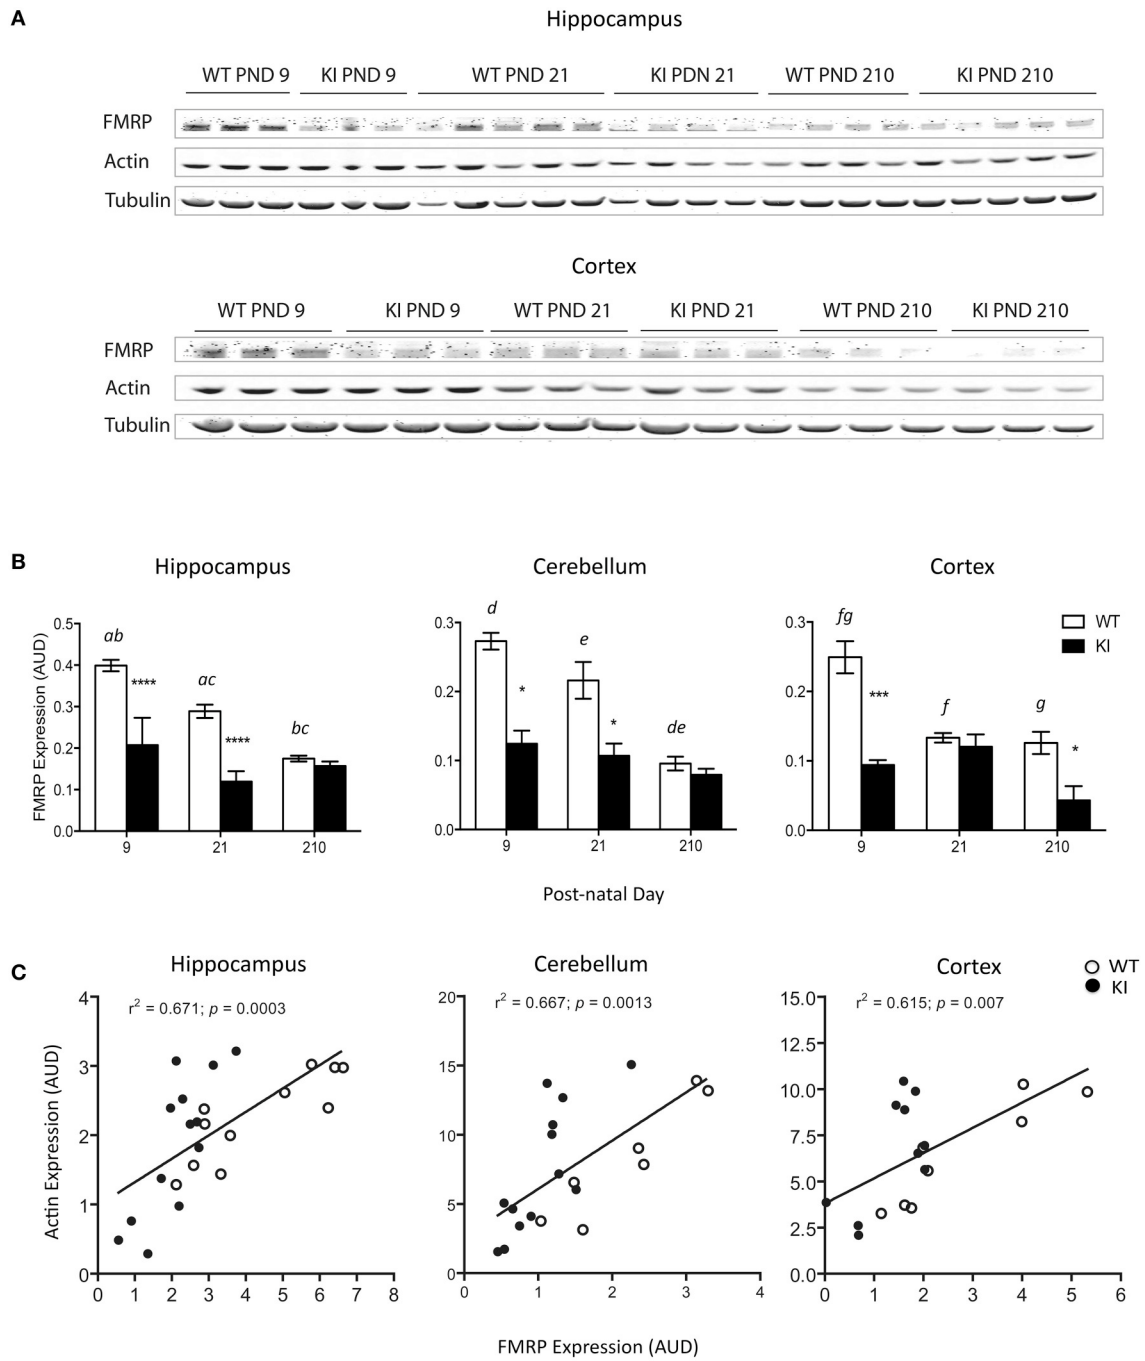 A
Hippocampus
WT PND 9 KI PND 9 WT PND 21 KI PDN 21 WT PND 210 KI PND 210
FMRP
Actin
Tubulin
Cortex
WT PND 9 KI PND 9 WT PND 21 KI PND 21 WT PND 210 KI PND 210
FMRP
Actin
Tubulin
B
Hippocampus
FMRP Expression (AUD)
0.5
0.4
0.3
0.2
0.1
0.0
ab
****
ac
****
bc
9 21 210
Cerebellum
0.3
0.2
0.1
0.0
d
*
e
*
de
9 21 210
Cortex
0.3
0.2
0.1
0.0
fg
***
f
g
*
9 21 210
WT
KI
Post-natal Day
C
Hippocampus
r² = 0.671; p = 0.0003
Actin Expression (AUD)
4
3
2
1
0
0 1 2 3 4 5 6 7 8
Cerebellum
r² = 0.667; p = 0.0013
20
15
10
5
0
0 1 2 3 4
Cortex
r² = 0.615; p = 0.007
15.0
12.5
10.0
7.5
5.0
2.5
0.0
0 1 2 3 4 5 6
WT
KI
FMRP Expression (AUD)